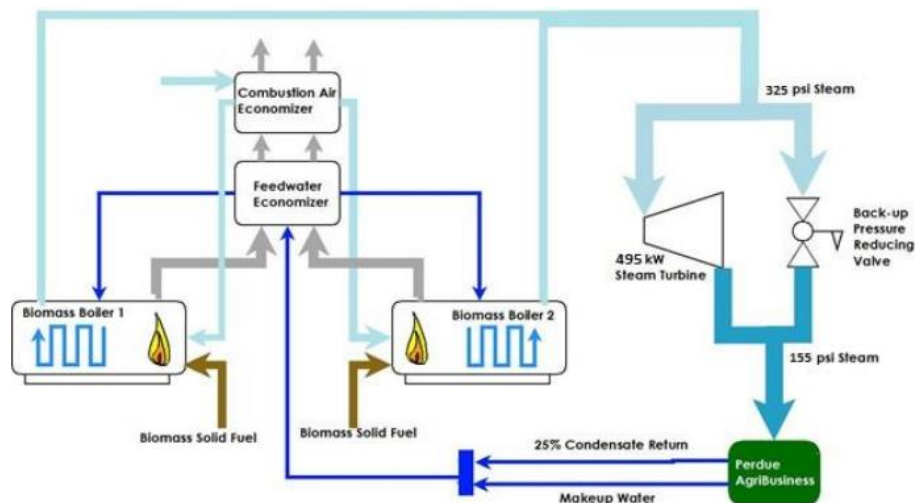 325 psi Steam
Combustion Air
Economizer
Feedwater
Economizer
Back-up
Pressure
Reducing
Valve
495 kW
Steam Turbine
Biomass Boiler 1
Biomass Boiler 2
155 psi Steam
Biomass Solid Fuel
Biomass Solid Fuel
25% Condensate Return
Perdue
AgriBusiness
Makeup Water